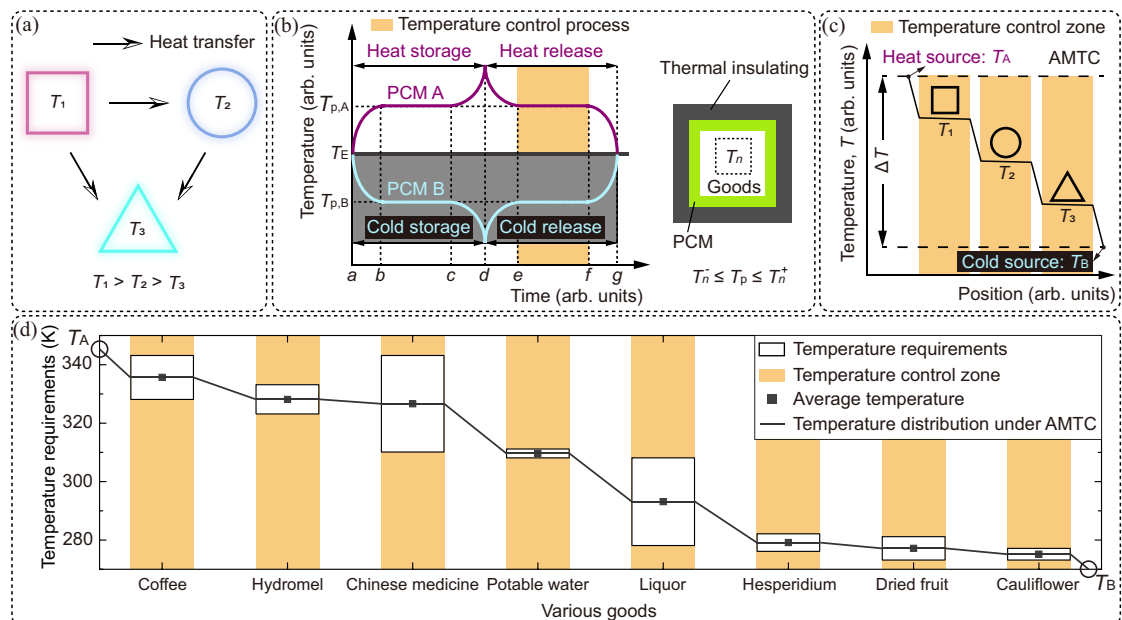 (a)
Heat transfer
T1
T2
T3
T1 > T2 > T3
(b)
Temperature control process
Temperature (arb. units)
Heat storage
Heat release
PCM A
Tp,A
TE
PCM B
Tp,B
Cold storage
Cold release
a b c d e f g
Time (arb. units)
Thermal insulating
Tn
Goods
PCM
Tn- ≤ Tp ≤ Tn+
(c)
Temperature control zone
Heat source: TA
AMTC
Temperature, T (arb. units)
ΔT
T1
T2
T3
Cold source: TB
Position (arb. units)
(d)
TA
Temperature requirements (K)
340
320
300
280
Temperature requirements
Temperature control zone
Average temperature
Temperature distribution under AMTC
TB
Coffee Hydromel Chinese medicine Potable water Liquor Hesperidium Dried fruit Cauliflower
Various goods